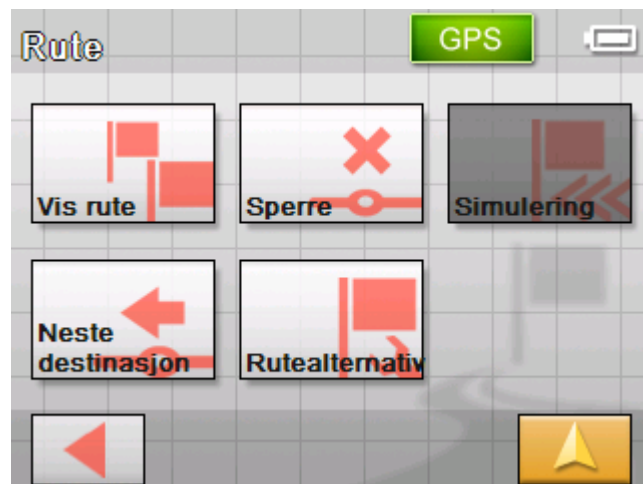 Rute
GPS
Vis rute
Sperre
Simulering
Neste
destinasjon
Rutealternativ